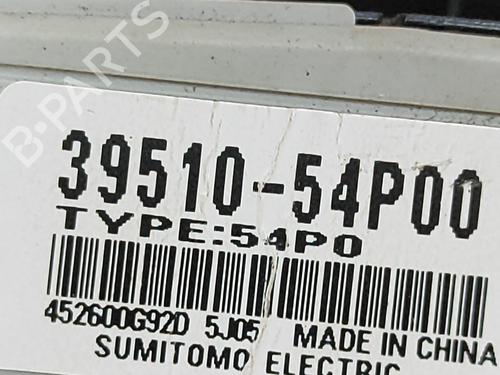 B-PARTS
39510-54P00
TYPE:54P0
452600G92D 5J05 MADE IN CHINA
SUMITOMO ELECTRIC